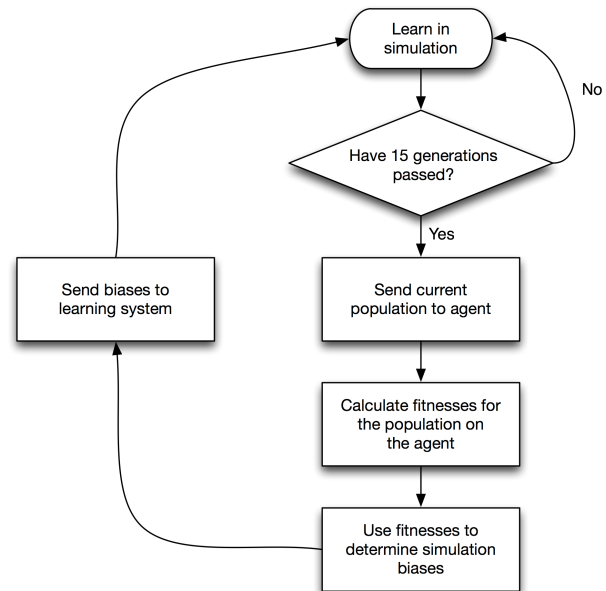 Learn in
simulation
No
Have 15 generations
passed?
Yes
Send biases to
learning system
Send current
population to agent
Calculate fitnesses for
the population on
the agent
Use fitnesses to
determine simulation
biases